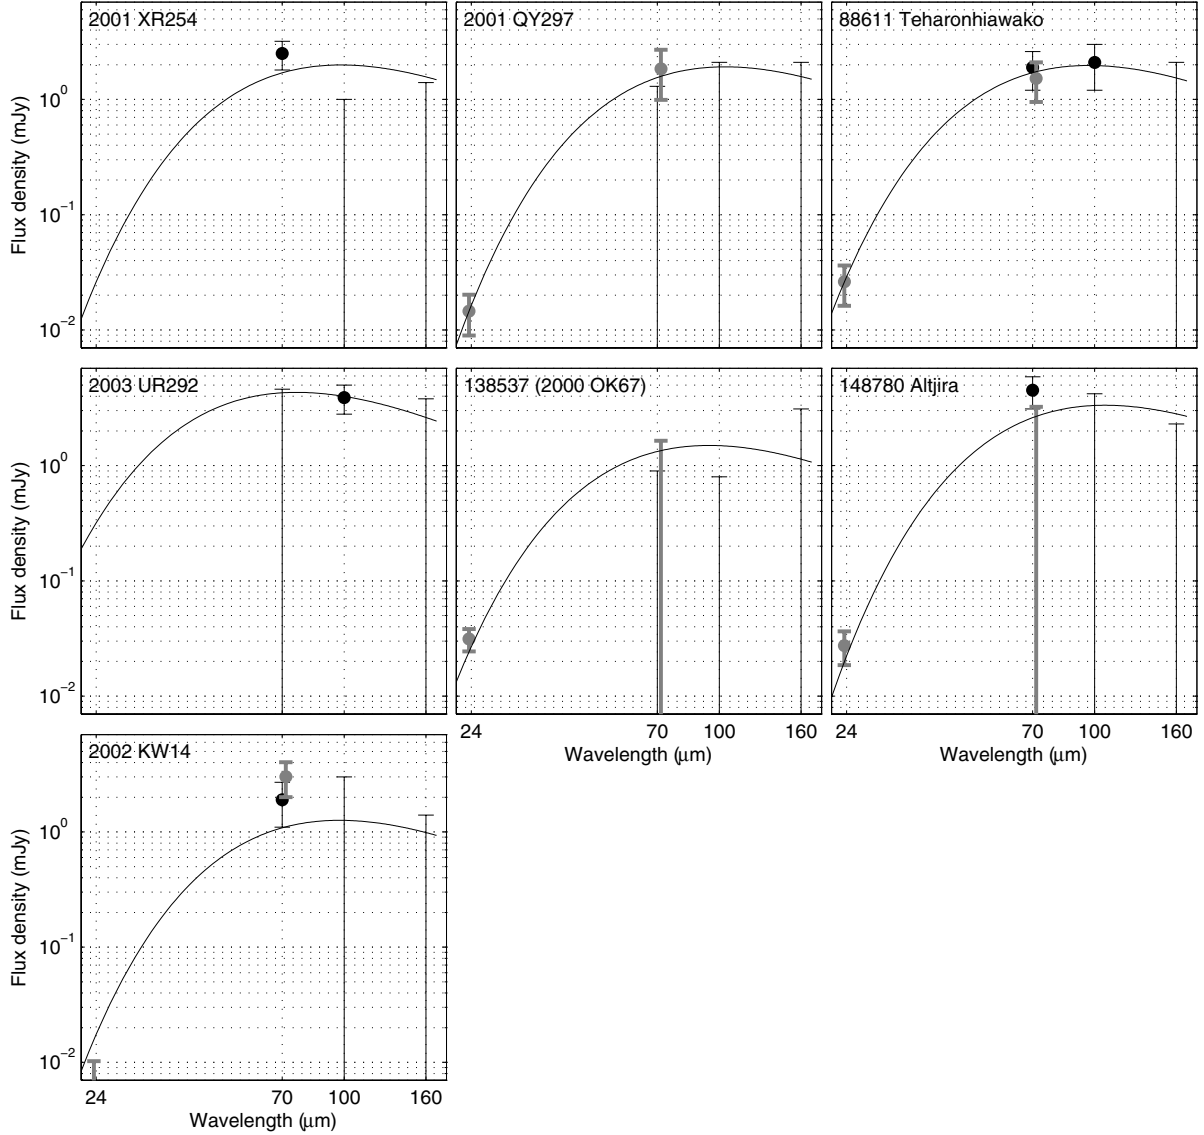 2001 XR254
2001 QY297
88611 Teharonhiawako
Flux density (mJy)
10^0
10^-1
10^-2
2003 UR292
138537 (2000 OK67)
148780 Altjira
Flux density (mJy)
10^0
10^-1
10^-2
24 70 100 160
Wavelength (μm)
24 70 100 160
Wavelength (μm)
2002 KW14
Flux density (mJy)
10^0
10^-1
10^-2
24 70 100 160
Wavelength (μm)